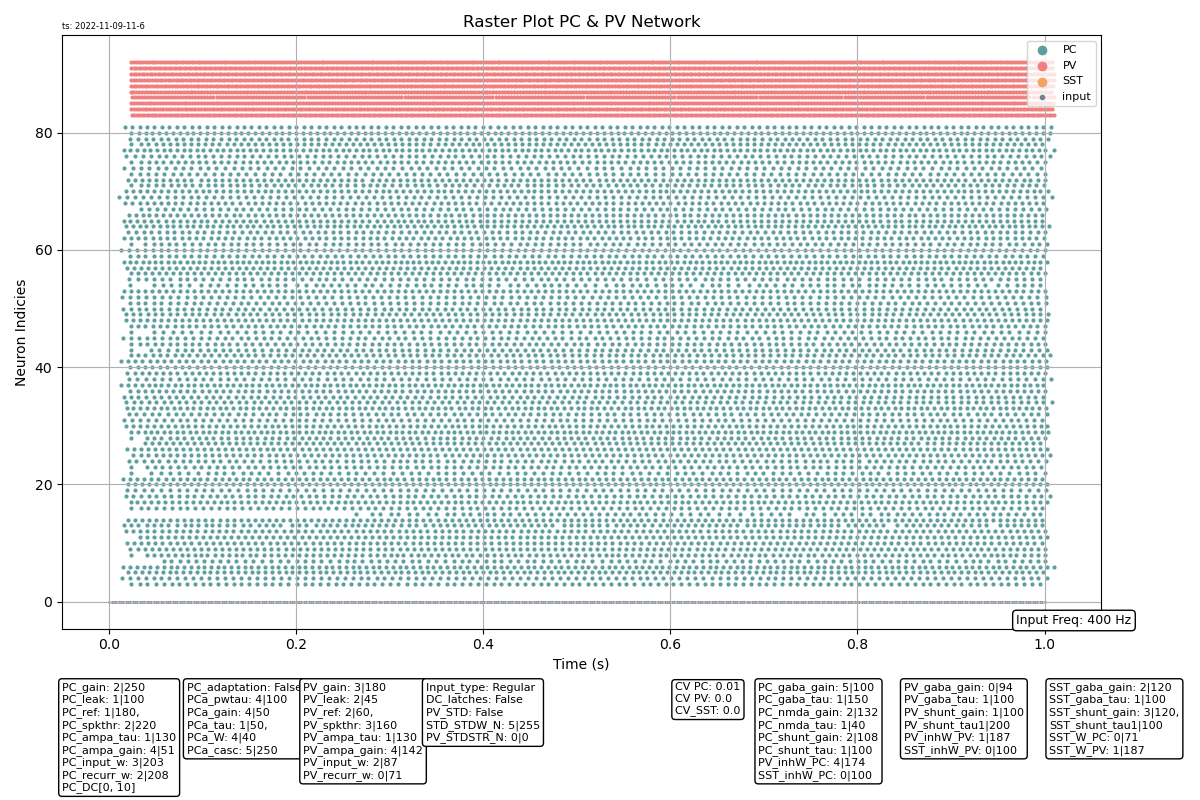 ts: 2022-11-09-11-6
Raster Plot PC & PV Network
PC
PV
SST
input
Neuron Indicies
80
60
40
20
0
0.0
0.2
0.4
0.6
0.8
1.0
Input Freq: 400 Hz
Time (s)
PC_gain: 2|250
PC_leak: 1|100
PC_ref: 1|180,
PC_spkthr: 2|220
PC_ampa_tau: 1|130
PC_ampa_gain: 4|51
PC_input_w: 3|203
PC_recurr_w: 2|208
PC_DC[0, 10]
PC_adaptation: False
PCa_pwtau: 4|100
PCa_gain: 4|50
PCa_tau: 1|50,
PCa_W: 4|40
PCa_casc: 5|250
PV_gain: 3|180
PV_leak: 2|45
PV_ref: 2|60,
PV_spkthr: 3|160
PV_ampa_tau: 1|130
PV_ampa_gain: 4|142
PV_input_w: 2|87
PV_recurr_w: 0|71
Input_type: Regular
DC_latches: False
PV_STD: False
STD_STDW_N: 5|255
PV_STDSTR_N: 0|0
CV PC: 0.01
CV PV: 0.0
CV_SST: 0.0
PC_gaba_gain: 5|100
PC_gaba_tau: 1|150
PC_nmda_gain: 2|132
PC_nmda_tau: 1|40
PC_shunt_gain: 2|108
PC_shunt_tau: 1|100
PV_inhW_PC: 4|174
SST_inhW_PC: 0|100
PV_gaba_gain: 0|94
PV_gaba_tau: 1|100
PV_shunt_gain: 1|100
PV_shunt_tau1|200
PV_inhW_PV: 1|187
SST_inhW_PV: 0|100
SST_gaba_gain: 2|120
SST_gaba_tau: 1|100
SST_shunt_gain: 3|120,
SST_shunt_tau1|100
SST_W_PC: 0|71
SST_W_PV: 1|187